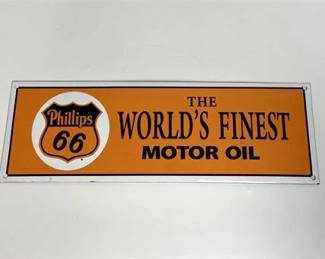 Phillips
66
THE
WORLD'S FINEST
MOTOR OIL